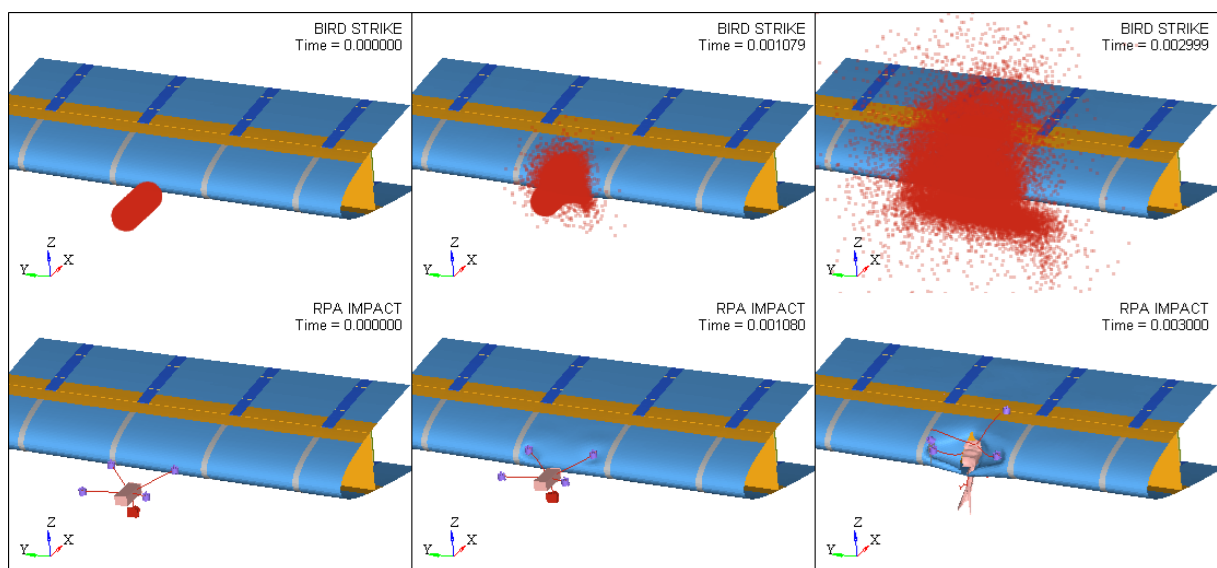 BIRD STRIKE
Time = 0.000000
BIRD STRIKE
Time = 0.001079
BIRD STRIKE
Time = 0.002999
Z
Y
X
Z
Y
X
Z
Y
X
RPA IMPACT
Time = 0.000000
RPA IMPACT
Time = 0.001080
RPA IMPACT
Time = 0.003000
Z
Y
X
Z
Y
X
Z
Y
X